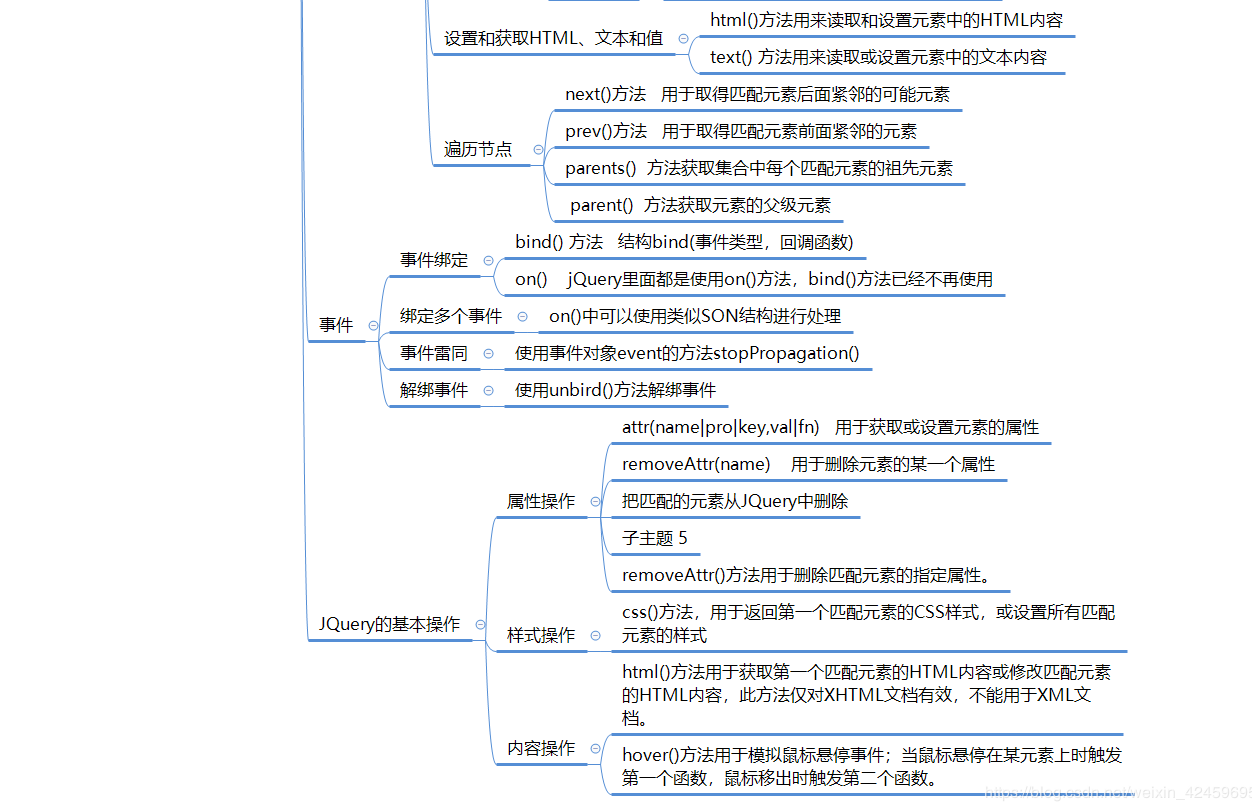 设置和获取HTML、文本和值
html()方法用来读取和设置元素中的HTML内容
text() 方法用来读取或设置元素中的文本内容
遍历节点
next()方法 用于取得匹配元素后面紧邻的可能元素
prev()方法 用于取得匹配元素前面紧邻的元素
parents() 方法获取集合中每个匹配元素的祖先元素
parent() 方法获取元素的父级元素
事件
事件绑定
bind() 方法 结构bind(事件类型，回调函数)
on() jQuery里面都是使用on()方法，bind()方法已经不再使用
绑定多个事件
on()中可以使用类似SON结构进行处理
事件雷同
使用事件对象event的方法stopPropagation()
解绑事件
使用unbird()方法解绑事件
JQuery的基本操作
属性操作
attr(name|pro|key,val|fn) 用于获取或设置元素的属性
removeAttr(name) 用于删除元素的某一个属性
把匹配的元素从JQuery中删除
子主题 5
removeAttr()方法用于删除匹配元素的指定属性。
样式操作
css()方法，用于返回第一个匹配元素的CSS样式，或设置所有匹配
元素的样式
内容操作
html()方法用于获取第一个匹配元素的HTML内容或修改匹配元素
的HTML内容，此方法仅对XHTML文档有效，不能用于XML文
档。
hover()方法用于模拟鼠标悬停事件；当鼠标悬停在某元素上时触发
第一个函数，鼠标移出时触发第二个函数。
https://blog.csdn.net/weixin_42459695